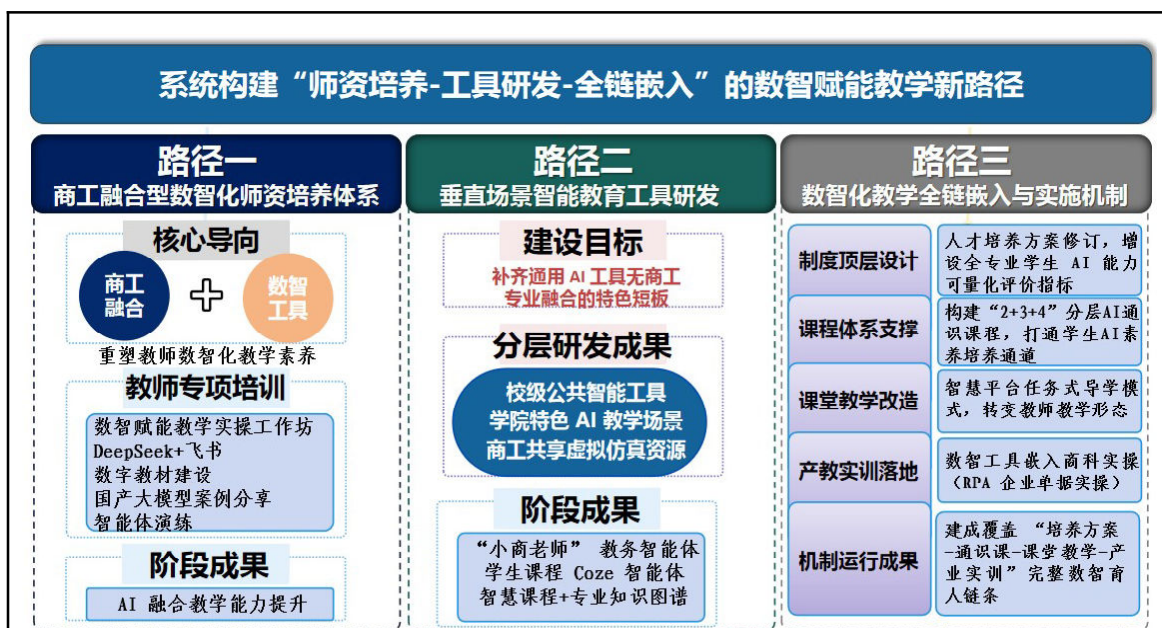 系统构建“师资培养-工具研发-全链嵌入”的数智赋能教学新路径
路径一
商工融合型数智化师资培养体系
核心导向
商工
融合
数智
工具
重塑教师数智化教学素养
教师专项培训
数智赋能教学实操工作坊
DeepSeek+飞书
数字教材建设
国产大模型案例分享
智能体演练
阶段成果
AI 融合教学能力提升
路径二
垂直场景智能教育工具研发
建设目标
补齐通用 AI 工具无商工
专业融合的特色短板
分层研发成果
校级公共智能工具
学院特色 AI 教学场景
商工共享虚拟仿真资源
阶段成果
“小商老师” 教务智能体
学生课程 Coze 智能体
智慧课程+专业知识图谱
路径三
数智化教学全链嵌入与实施机制
制度顶层设计
人才培养方案修订，增
设全专业学生 AI 能力
可量化评价指标
课程体系支撑
构建“2+3+4”分层AI通
识课程，打通学生AI素
养培养通道
课堂教学改造
智慧平台任务式导学模
式，转变教师教学形态
产教实训落地
数智工具嵌入商科实操
（RPA 企业单据实操）
机制运行成果
建成覆盖 “培养方案
-通识课-课堂教学-产
业实训” 完整数智育
人链条